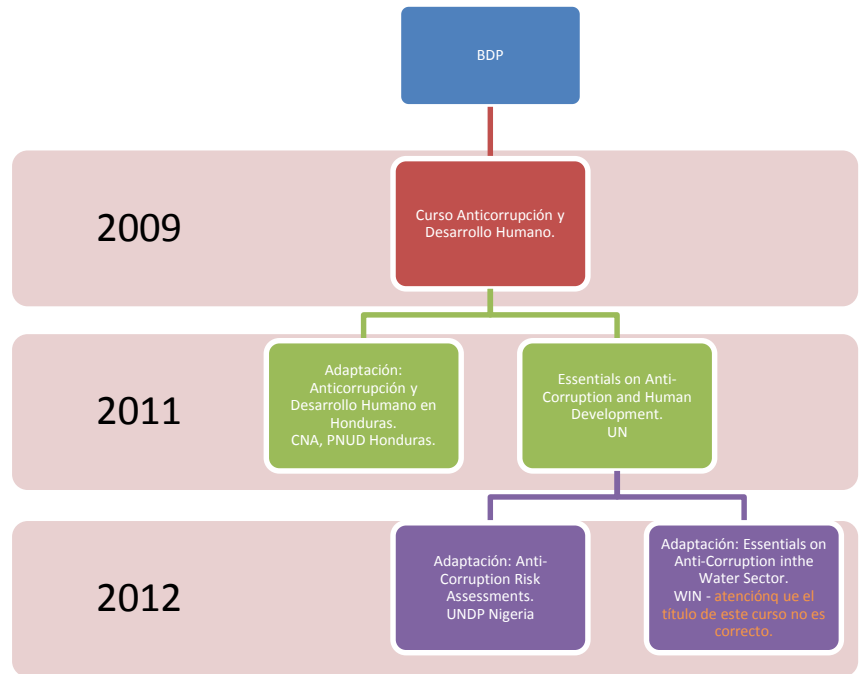 BDP
2009
Curso Anticorrupción y
Desarrollo Humano.
2011
Adaptación:
Anticorrupción y
Desarrollo Humano en
Honduras.
CNA, PNUD Honduras.
Essentials on Anti-
Corruption and Human
Development.
UN
2012
Adaptación: Anti-
Corruption Risk
Assessments.
UNDP Nigeria
Adaptación: Essentials on
Anti-Corruption inthe
Water Sector.
WIN - atenciónq ue el
título de este curso no es
correcto.